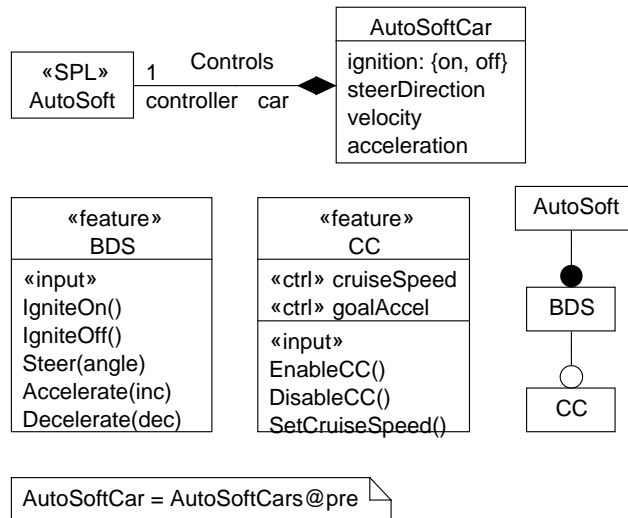 «SPL»
AutoSoft
1
Controls
controller
car
AutoSoftCar
ignition: {on, off}
steerDirection
velocity
acceleration
«feature»
BDS
«input»
IgniteOn()
IgniteOff()
Steer(angle)
Accelerate(inc)
Decelerate(dec)
«feature»
CC
«ctrl» cruiseSpeed
«ctrl» goalAccel
«input»
EnableCC()
DisableCC()
SetCruiseSpeed()
AutoSoft
BDS
CC
AutoSoftCar = AutoSoftCars@pre